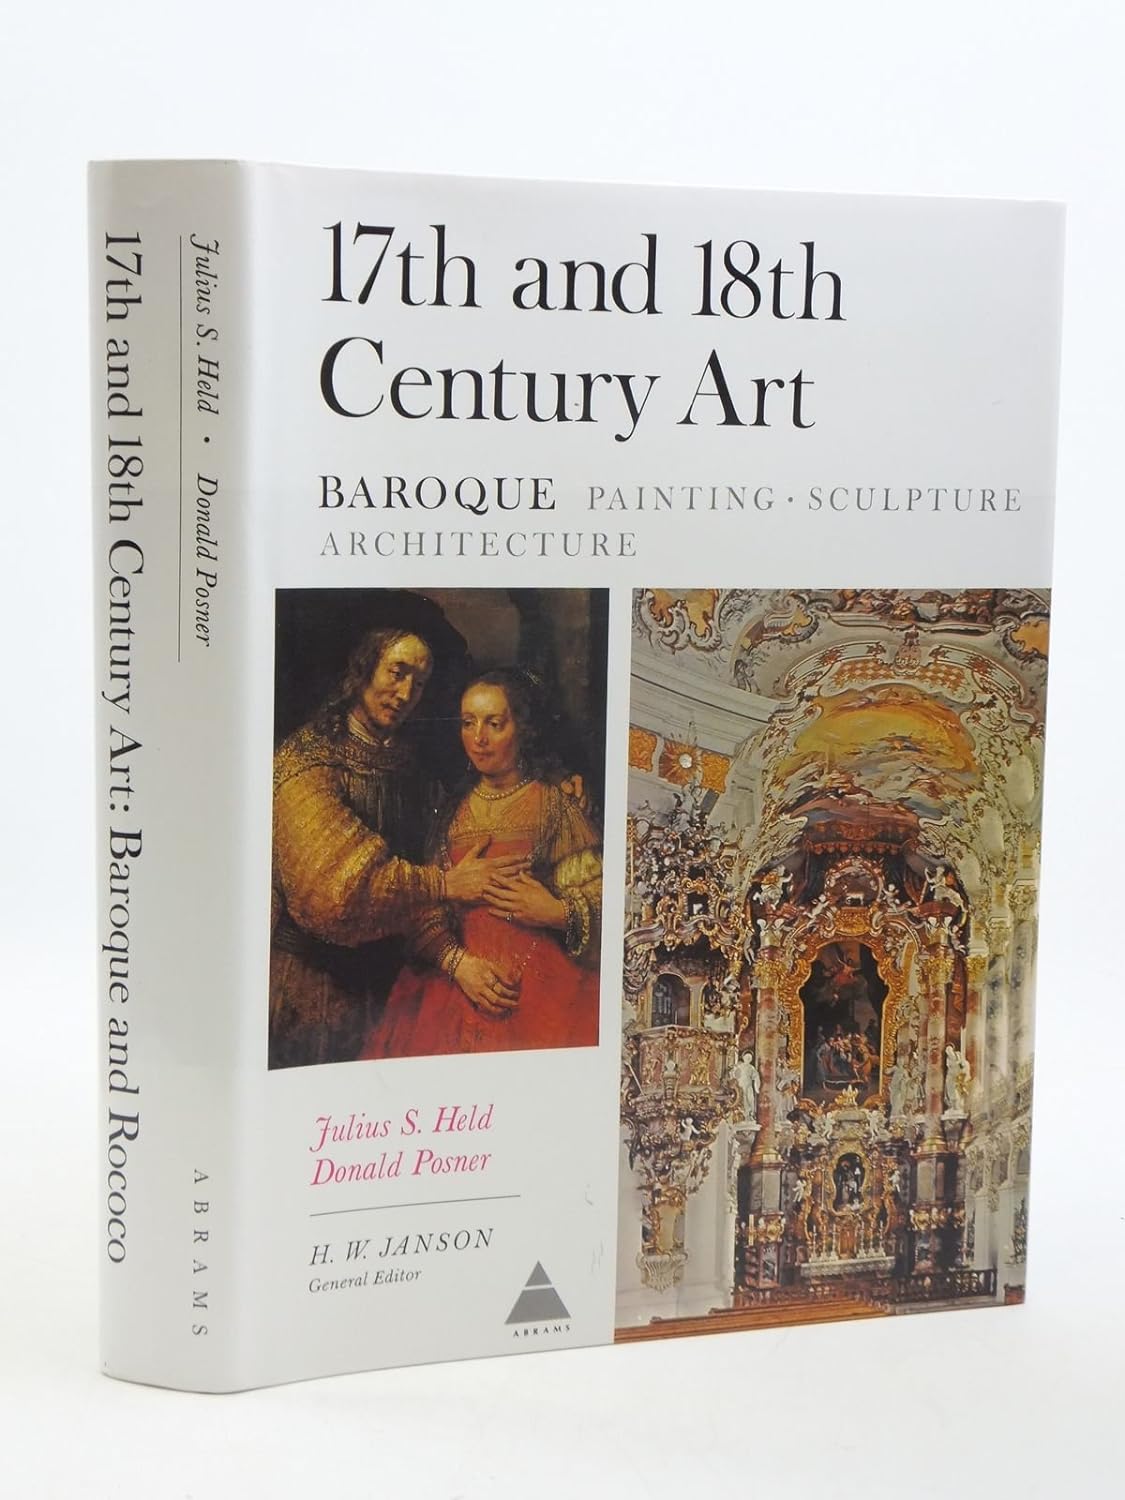 17th and 18th Century Art: Baroque and Rococo
Julius S. Held • Donald Posner
ABRAMS
17th and 18th
Century Art
BAROQUE PAINTING · SCULPTURE
ARCHITECTURE
Julius S. Held
Donald Posner
H. W. JANSON
General Editor
ABRAMS